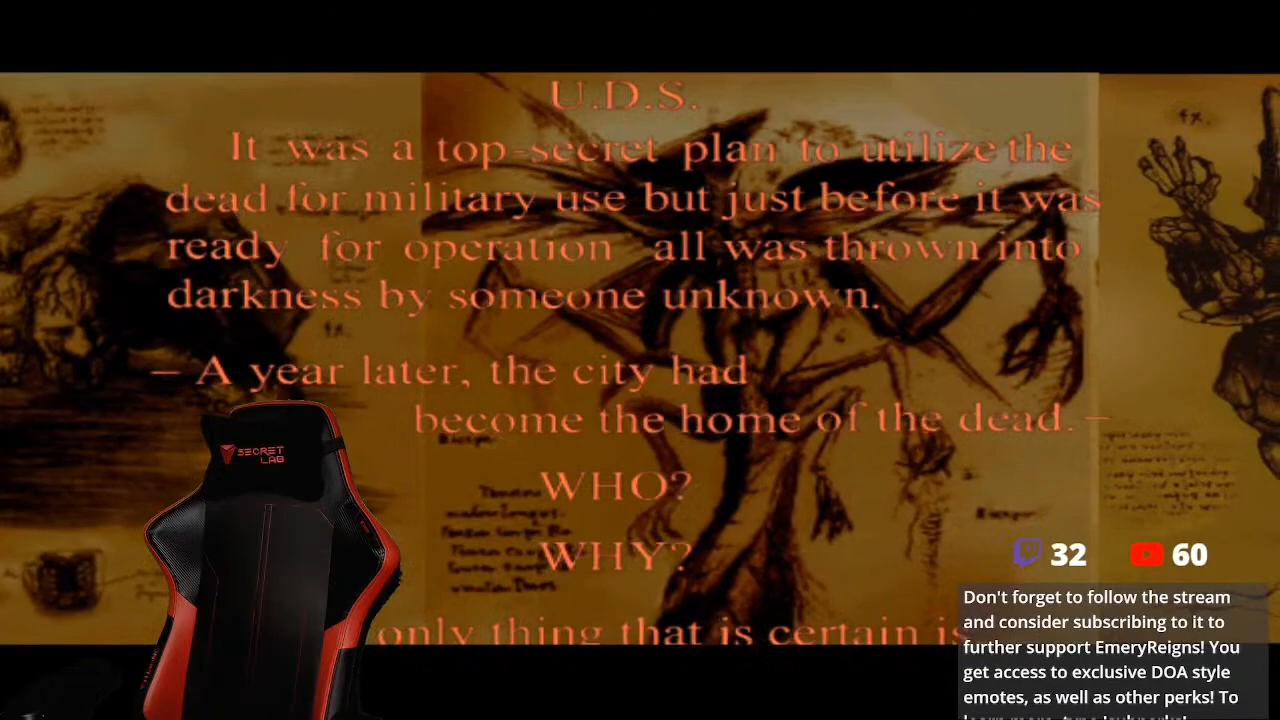 U.D.S.
It was a top-secret plan to utilize the
dead for military use but just before it was
ready for operation all was thrown into
darkness by someone unknown.
– A year later, the city had
become the home of the dead. –
WHO?
WHY?
only thing that is certain is
SECRET
LAB
32 60
Don't forget to follow the stream
and consider subscribing to it to
further support EmeryReigns! You
get access to exclusive DOA style
emotes, as well as other perks! To